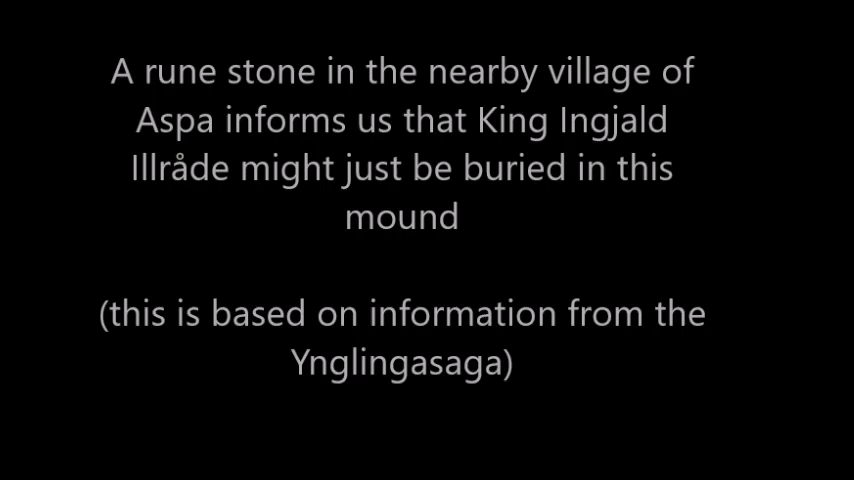 A rune stone in the nearby village of
Aspa informs us that King Ingjald
Illråde might just be buried in this
mound
(this is based on information from the
Ynglingasaga)